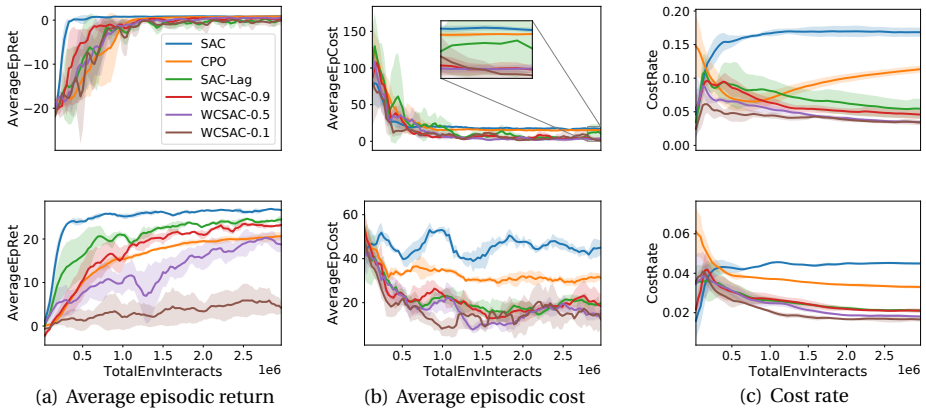 AverageEpRet
0
−10
−20
SAC
CPO
SAC-Lag
WCSAC-0.9
WCSAC-0.5
WCSAC-0.1
AverageEpCost
150
100
75
50
25
0
CostRate
0.20
0.15
0.10
0.05
0.00
AverageEpRet
20
10
0
0.5 1.0 1.5 2.0 2.5
TotalEnvInteracts 1e6
AverageEpCost
60
40
20
0.5 1.0 1.5 2.0 2.5
TotalEnvInteracts 1e6
CostRate
0.06
0.04
0.02
0.5 1.0 1.5 2.0 2.5
TotalEnvInteracts 1e6
(a) Average episodic return
(b) Average episodic cost
(c) Cost rate